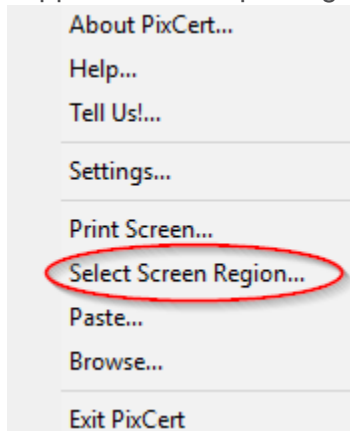 About PixCert...
Help...
Tell Us!...
Settings...
Print Screen...
Select Screen Region...
Paste...
Browse...
Exit PixCert